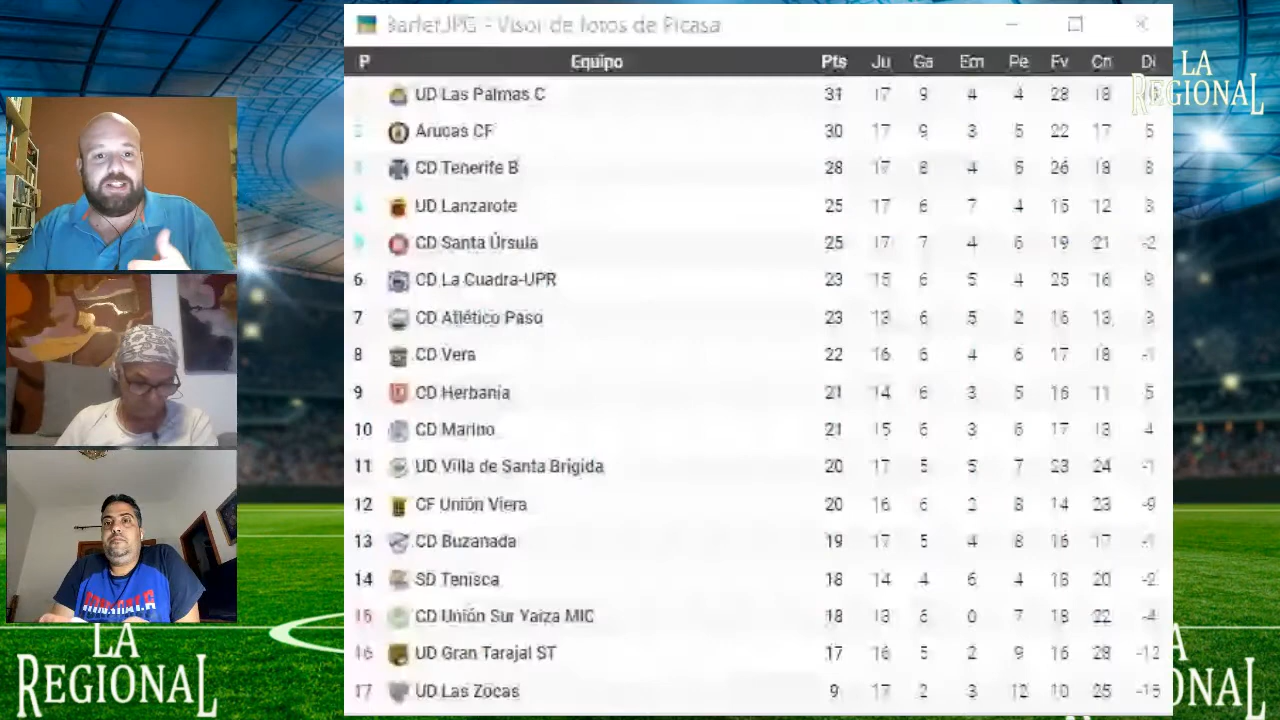 BarletJPG - Visor de fotos de Picasa
P Equipo Pts Ju Ga Em Pe Fv Cn Di
UD Las Palmas C 31 17 9 4 4 28 18
2 Arucas CF 30 17 9 3 5 22 17 5
CD Tenerife B 28 17 8 4 5 26 18 8
4 UD Lanzarote 25 17 6 7 4 15 12 3
5 CD Santa Úrsula 25 17 7 4 6 19 21 -2
6 CD La Cuadra-UPR 23 15 6 5 4 25 16 9
7 CD Atlético Paso 23 13 6 5 2 16 13 3
8 CD Vera 22 16 6 4 6 17 18 -1
9 CD Herbania 21 14 6 3 5 16 11 5
10 CD Marino 21 15 6 3 6 17 13 4
11 UD Villa de Santa Brígida 20 17 5 5 7 23 24 -1
12 CF Unión Viera 20 16 6 2 8 14 23 -9
13 CD Buzanada 19 17 5 4 8 16 17 -1
14 SD Tenisca 18 14 4 6 4 18 20 -2
15 CD Unión Sur Yaiza MIC 18 13 6 0 7 18 22 -4
16 UD Gran Tarajal ST 17 16 5 2 9 16 28 -12
17 UD Las Zocas 9 17 2 3 12 10 25 -15
LA
REGIONAL
LA
REGIONAL